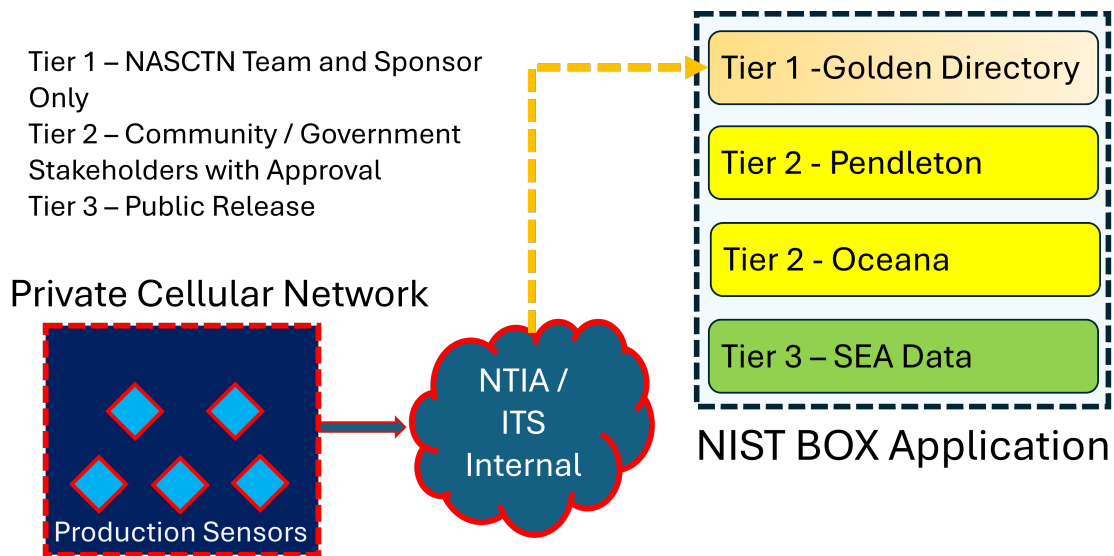 Tier 1 – NASCTN Team and Sponsor
Only
Tier 2 – Community / Government
Stakeholders with Approval
Tier 3 – Public Release
Tier 1 -Golden Directory
Tier 2 - Pendleton
Tier 2 - Oceana
Tier 3 – SEA Data
NIST BOX Application
Private Cellular Network
Production Sensors
NTIA /
ITS
Internal